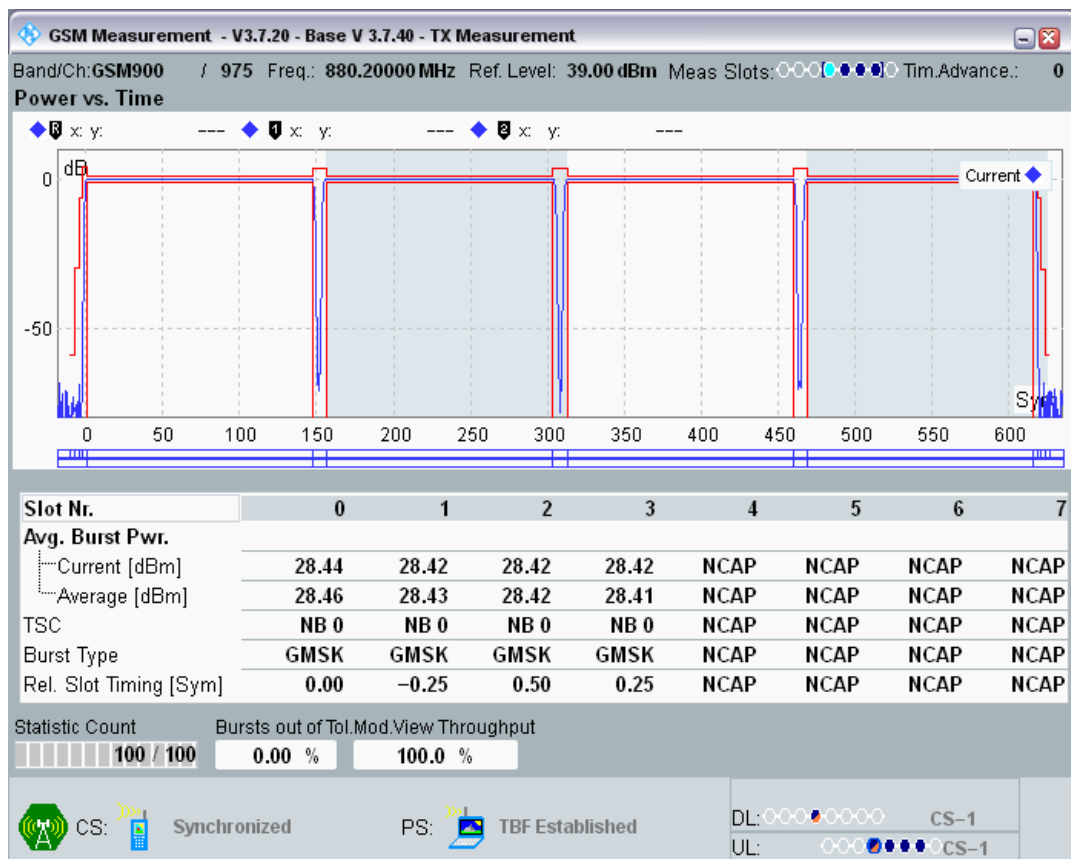 GSM Measurement - V3.7.20 - Base V 3.7.40 - TX Measurement
Band/Ch:GSM900 / 975 Freq.: 880.20000 MHz Ref. Level: 39.00 dBm Meas Slots: Tim.Advance.: 0
Power vs. Time
R x: y: --- 1 x: y: --- 2 x: y: ---
dB
Current
0
-50
Sym
0 50 100 150 200 250 300 350 400 450 500 550 600
Slot Nr. 0 1 2 3 4 5 6 7
Avg. Burst Pwr.
Current [dBm] 28.44 28.42 28.42 28.42 NCAP NCAP NCAP NCAP
Average [dBm] 28.46 28.43 28.42 28.41 NCAP NCAP NCAP NCAP
TSC NB 0 NB 0 NB 0 NB 0 NCAP NCAP NCAP NCAP
Burst Type GMSK GMSK GMSK GMSK NCAP NCAP NCAP NCAP
Rel. Slot Timing [Sym] 0.00 −0.25 0.50 0.25 NCAP NCAP NCAP NCAP
Statistic Count Bursts out of Tol.Mod.View Throughput
100 / 100 0.00 % 100.0 %
CS: Synchronized PS: TBF Established
DL: CS−1
UL: CS−1